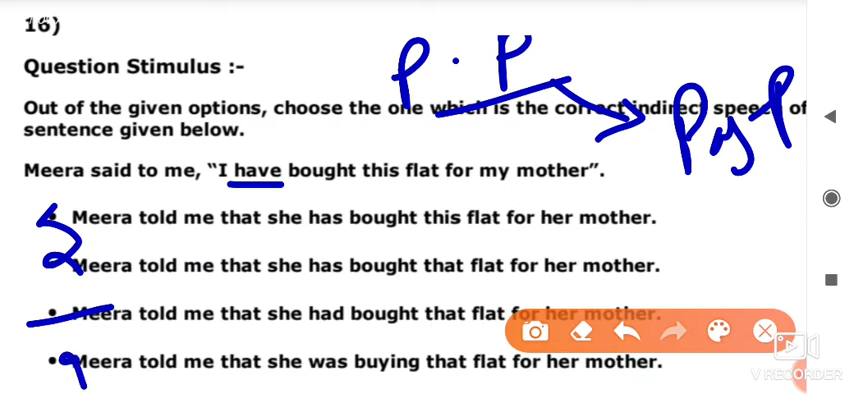 16)
P. P
Question Stimulus :-
Out of the given options, choose the one which is the correct indirect speech of
sentence given below.
Meera said to me, “I have bought this flat for my mother”.
Meera told me that she has bought this flat for her mother.
2
Meera told me that she has bought that flat for her mother.
• Meera told me that she had bought that flat for her mother.
• Meera told me that she was buying that flat for her mother.
V RECORDER